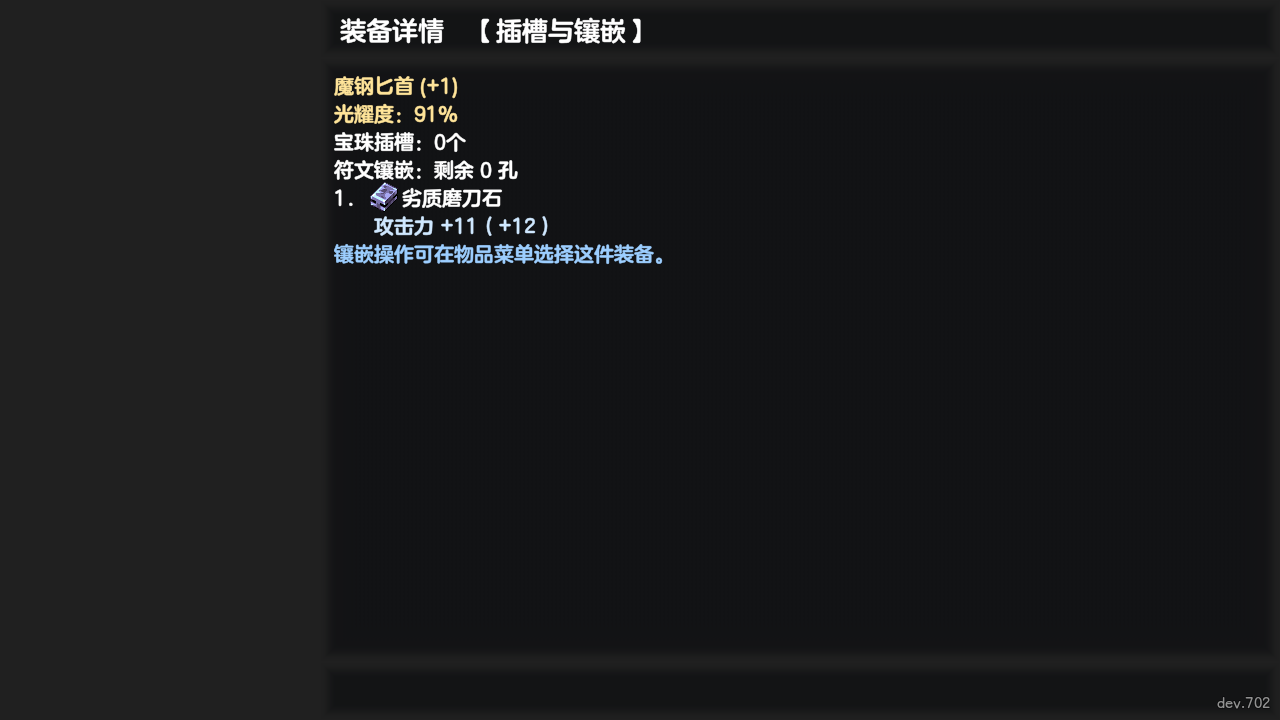 装备详情 【插槽与镶嵌】
魔钢匕首 (+1)
光耀度：91%
宝珠插槽：0个
符文镶嵌：剩余 0 孔
1. 劣质磨刀石
攻击力 +11（+12）
镶嵌操作可在物品菜单选择这件装备。
dev.702